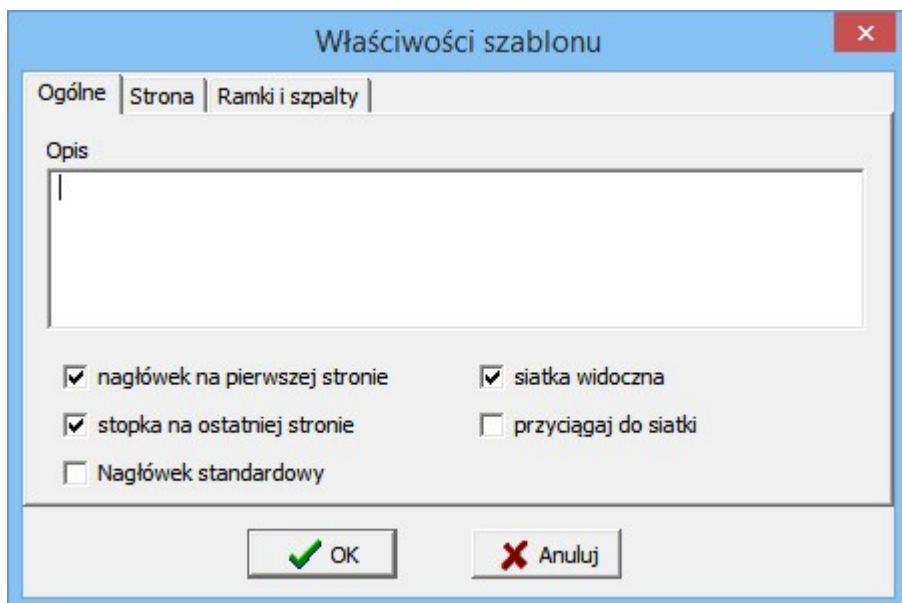 Właściwości szablonu
Ogólne Strona Ramki i szpalty
Opis
nagłówek na pierwszej stronie siatka widoczna
stopka na ostatniej stronie przyciągaj do siatki
Nagłówek standardowy
OK Anuluj